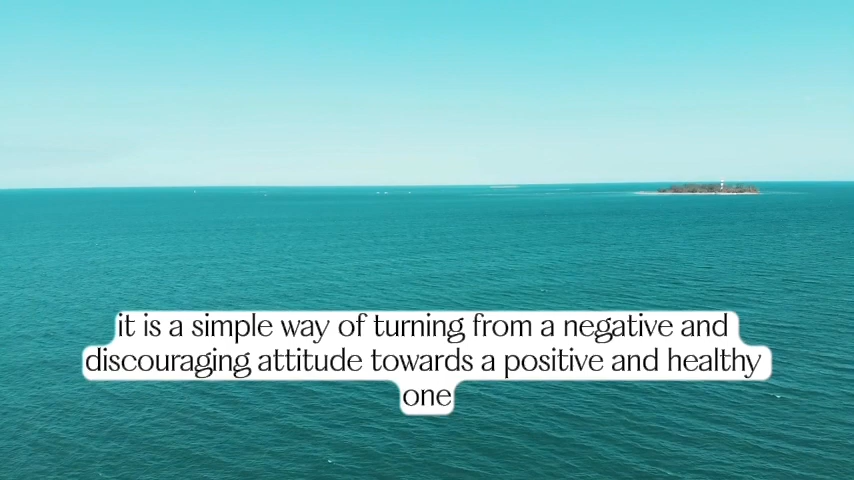 it is a simple way of turning from a negative and
discouraging attitude towards a positive and healthy
one